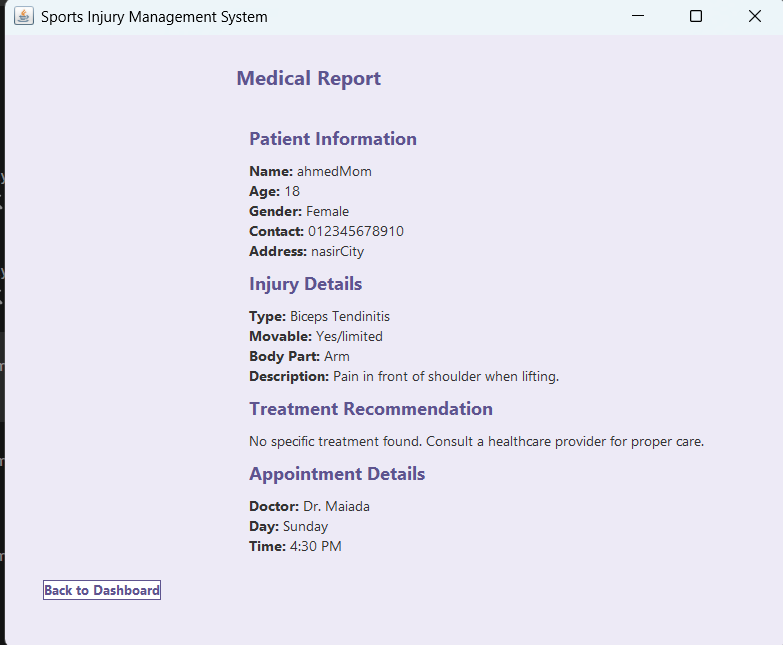 Sports Injury Management System
Medical Report
Patient Information
Name: ahmedMom
Age: 18
Gender: Female
Contact: 012345678910
Address: nasirCity
Injury Details
Type: Biceps Tendinitis
Movable: Yes/limited
Body Part: Arm
Description: Pain in front of shoulder when lifting.
Treatment Recommendation
No specific treatment found. Consult a healthcare provider for proper care.
Appointment Details
Doctor: Dr. Maiada
Day: Sunday
Time: 4:30 PM
Back to Dashboard